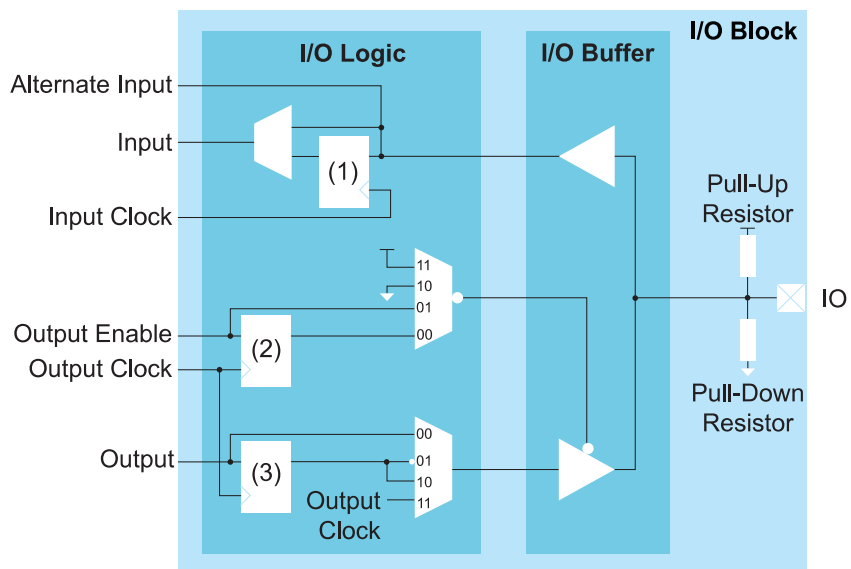 I/O Block
I/O Logic
I/O Buffer
Alternate Input
Input
(1)
Input Clock
Pull-Up
Resistor
11
10
01
00
IO
Output Enable
(2)
Output Clock
Pull-Down
Resistor
00
Output
01
(3)
10
11
Output
Clock